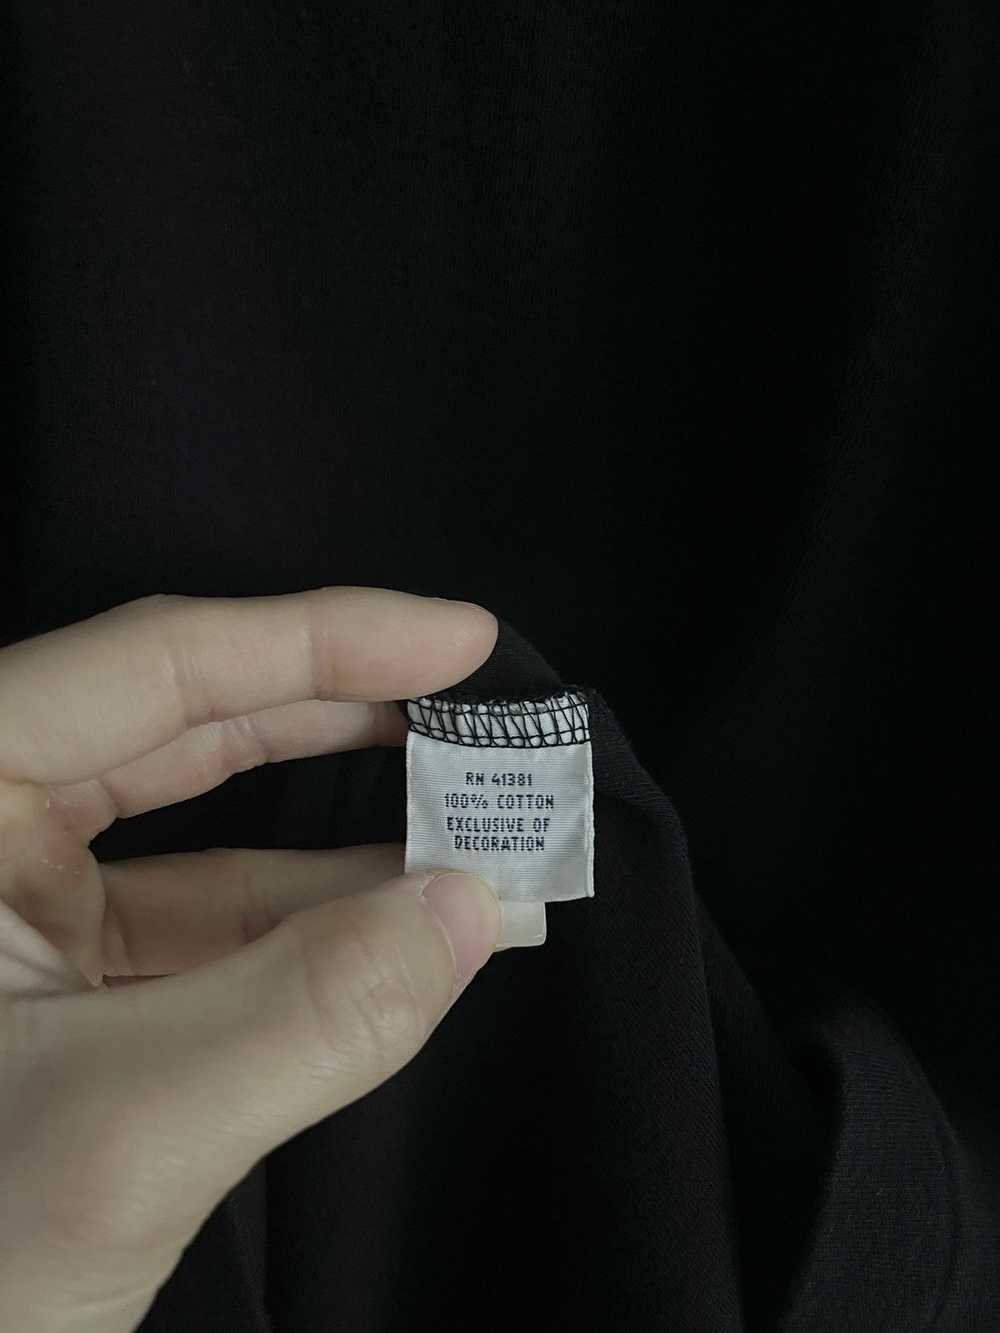 RN 41381
100% COTTON
EXCLUSIVE OF
DECORATION